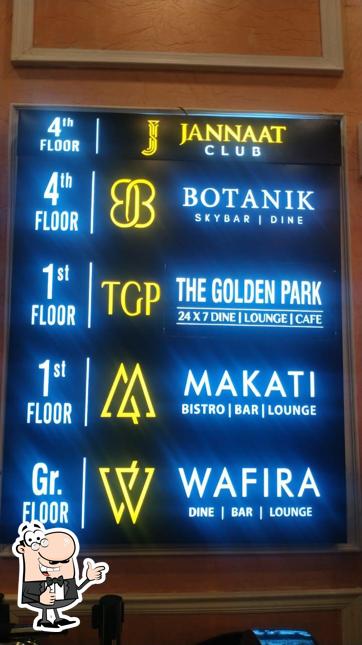 4th FLOOR
JANNAAT
CLUB
4th FLOOR
BOTANIK
SKYBAR | DINE
1st FLOOR
TGP
THE GOLDEN PARK
24 X 7 DINE | LOUNGE | CAFE
1st FLOOR
MAKATI
BISTRO | BAR | LOUNGE
Gr. FLOOR
WAFIRA
DINE | BAR | LOUNGE